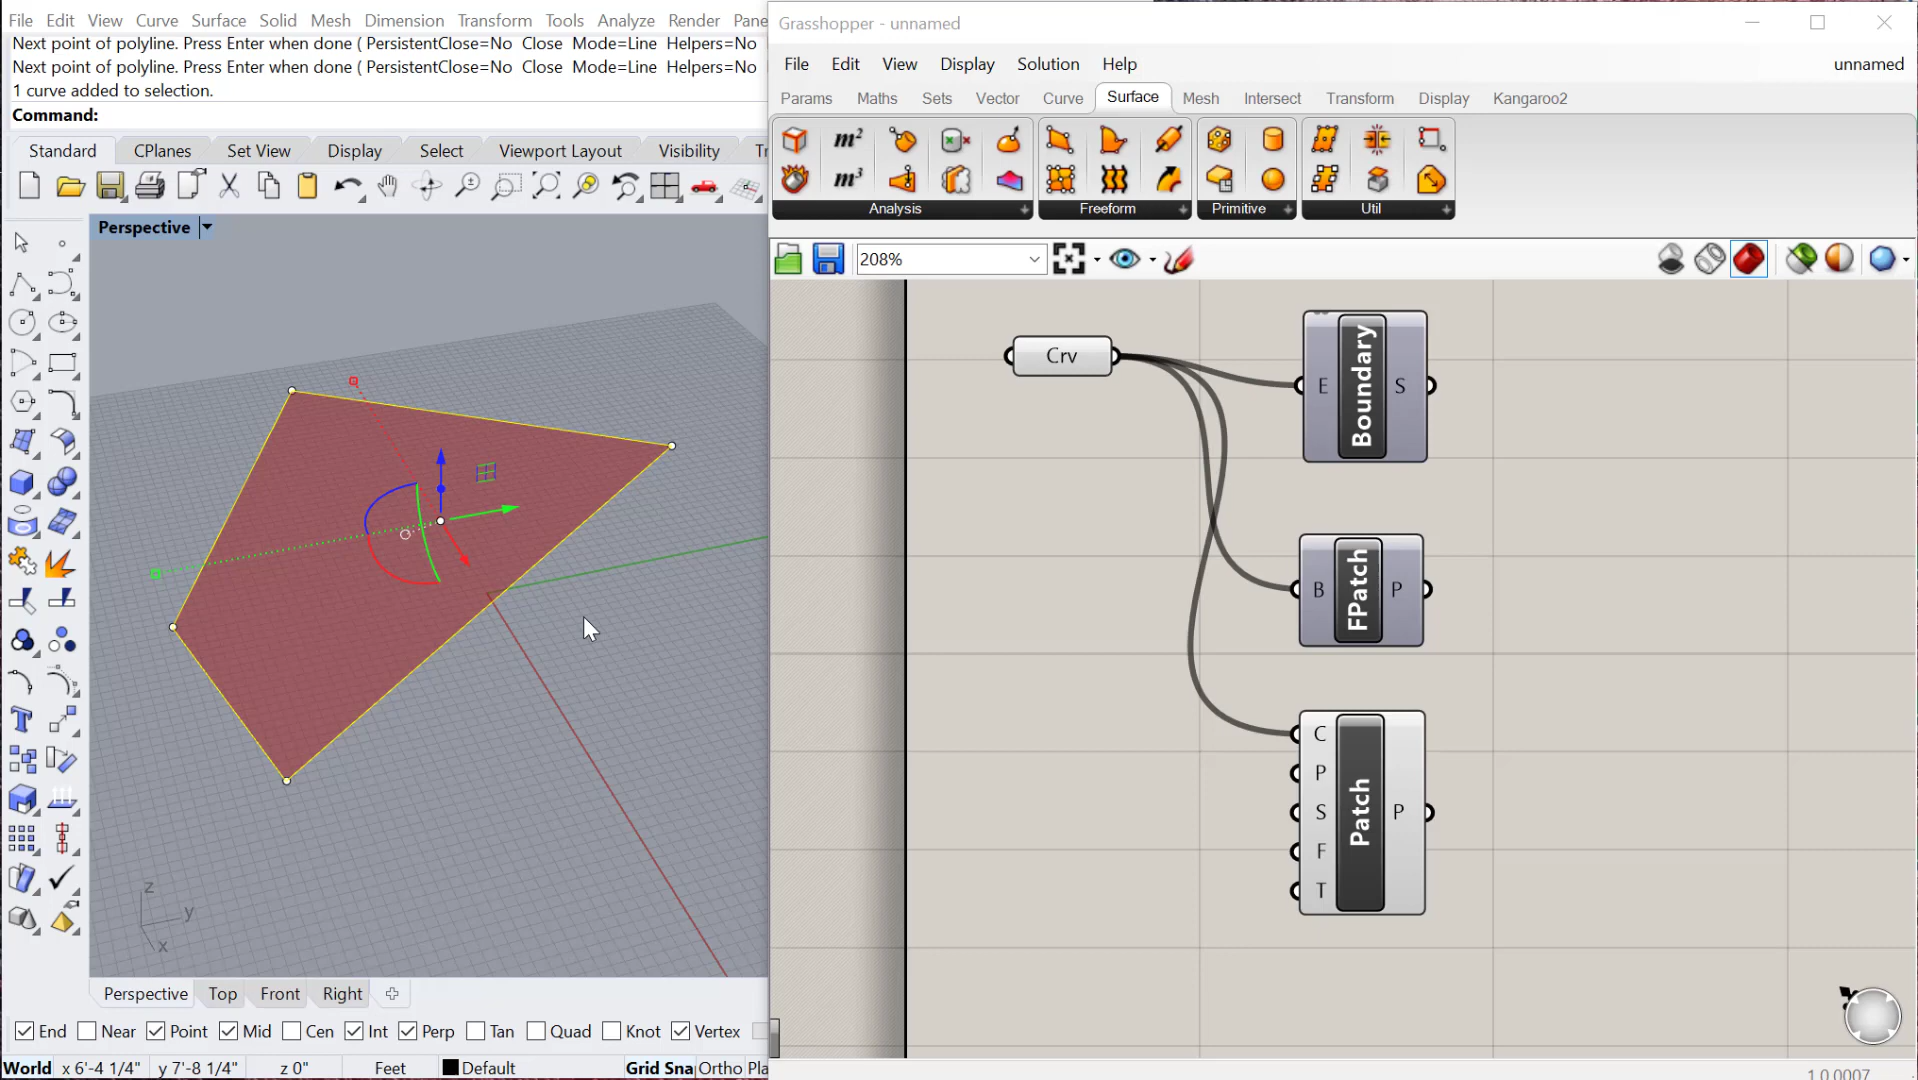 File Edit View Curve Surface Solid Mesh Dimension Transform Tools Analyze Render Pane
Next point of polyline. Press Enter when done ( PersistentClose=No Close Mode=Line Helpers=No
Next point of polyline. Press Enter when done ( PersistentClose=No Close Mode=Line Helpers=No
1 curve added to selection.
Command:
Standard CPlanes Set View Display Select Viewport Layout Visibility Tr
Perspective
z
y
x
Perspective Top Front Right
End Near Point Mid Cen Int Perp Tan Quad Knot Vertex
World x 6'-4 1/4" y 7'-8 1/4" z 0" Feet Default Grid Sna Ortho Pla
Grasshopper - unnamed
File Edit View Display Solution Help unnamed
Params Maths Sets Vector Curve Surface Mesh Intersect Transform Display Kangaroo2
m²
m³
Analysis Freeform Primitive Util
208%
Crv
E Boundary S
B FPatch P
C
P
S Patch P
F
T
1.0.0007